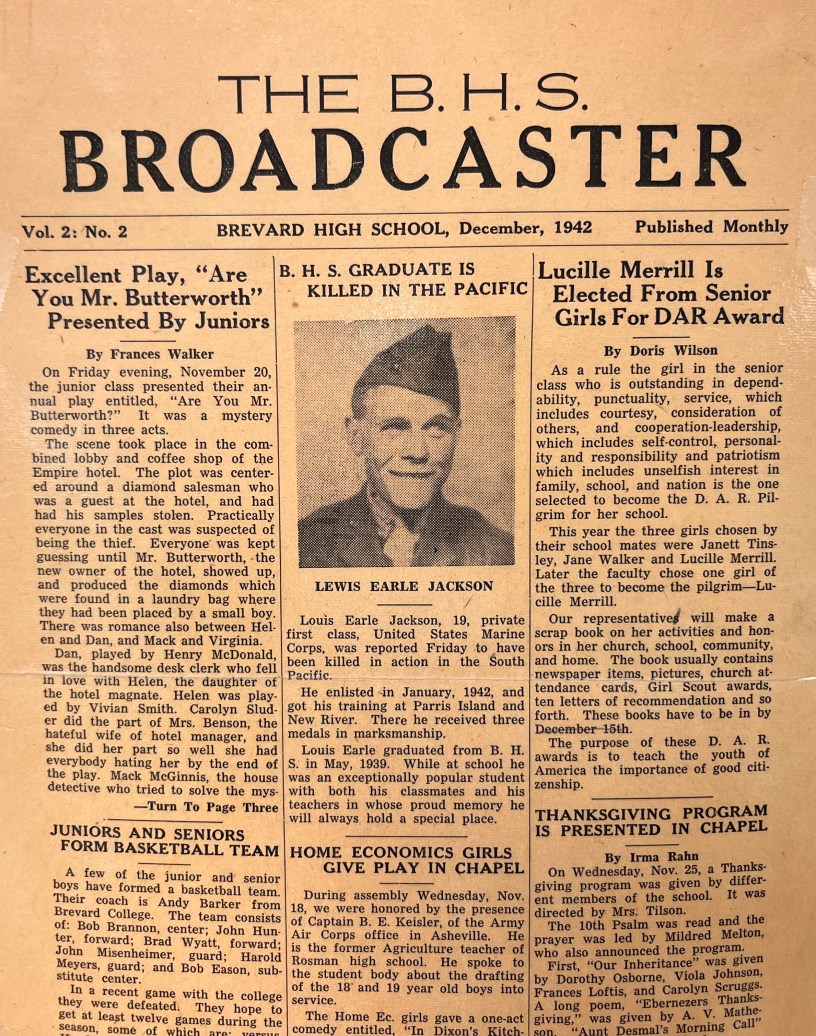 THE B. H. S.
BROADCASTER
Vol. 2: No. 2
BREVARD HIGH SCHOOL, December, 1942
Published Monthly
Excellent Play, “Are
You Mr. Butterworth”
Presented By Juniors
By Frances Walker
On Friday evening, November 20,
the junior class presented their an-
nual play entitled, “Are You Mr.
Butterworth?” It was a mystery
comedy in three acts.
The scene took place in the com-
bined lobby and coffee shop of the
Empire hotel. The plot was center-
ed around a diamond salesman who
was a guest at the hotel, and had
had his samples stolen. Practically
everyone in the cast was suspected of
being the thief. Everyone was kept
guessing until Mr. Butterworth, the
new owner of the hotel, showed up,
and produced the diamonds which
were found in a laundry bag where
they had been placed by a small boy.
There was romance also between Hel-
en and Dan, and Mack and Virginia.
Dan, played by Henry McDonald,
was the handsome desk clerk who fell
in love with Helen, the daughter of
the hotel magnate. Helen was play-
ed by Vivian Smith. Carolyn Slud-
er did the part of Mrs. Benson, the
hateful wife of hotel manager, and
she did her part so well she had
everybody hating her by the end of
the play. Mack McGinnis, the house
detective who tried to solve the mys-
—Turn To Page Three
JUNIORS AND SENIORS
FORM BASKETBALL TEAM
A few of the junior and senior
boys have formed a basketball team.
Their coach is Andy Barker from
Brevard College. The team consists
of: Bob Brannon, center; John Hun-
ter, forward; Brad Wyatt, forward;
John Misenheimer, guard; Harold
Meyers, guard; and Bob Eason, sub-
stitute center.
In a recent game with the college
they were defeated. They hope to
get at least twelve games during the
season, some of which are: versus
B. H. S. GRADUATE IS
KILLED IN THE PACIFIC
LEWIS EARLE JACKSON
Louis Earle Jackson, 19, private
first class, United States Marine
Corps, was reported Friday to have
been killed in action in the South
Pacific.
He enlisted in January, 1942, and
got his training at Parris Island and
New River. There he received three
medals in marksmanship.
Louis Earle graduated from B. H.
S. in May, 1939. While at school he
was an exceptionally popular student
with both his classmates and his
teachers in whose proud memory he
will always hold a special place.
HOME ECONOMICS GIRLS
GIVE PLAY IN CHAPEL
During assembly Wednesday, Nov.
18, we were honored by the presence
of Captain B. E. Keisler, of the Army
Air Corps office in Asheville. He
is the former Agriculture teacher of
Rosman high school. He spoke to
the student body about the drafting
of the 18 and 19 year old boys into
service.
The Home Ec. girls gave a one-act
comedy entitled, “In Dixon's Kitch-
Lucille Merrill Is
Elected From Senior
Girls For DAR Award
By Doris Wilson
As a rule the girl in the senior
class who is outstanding in depend-
ability, punctuality, service, which
includes courtesy, consideration of
others, and cooperation-leadership,
which includes self-control, personal-
ity and responsibility and patriotism
which includes unselfish interest in
family, school, and nation is the one
selected to become the D. A. R. Pil-
grim for her school.
This year the three girls chosen by
their school mates were Janett Tins-
ley, Jane Walker and Lucille Merrill.
Later the faculty chose one girl of
the three to become the pilgrim—Lu-
cille Merrill.
Our representative will make a
scrap book on her activities and hon-
ors in her church, school, community,
and home. The book usually contains
newspaper items, pictures, church at-
tendance cards, Girl Scout awards,
ten letters of recommendation and so
forth. These books have to be in by
December 15th.
The purpose of these D. A. R.
awards is to teach the youth of
America the importance of good citi-
zenship.
THANKSGIVING PROGRAM
IS PRESENTED IN CHAPEL
By Irma Rahn
On Wednesday, Nov. 25, a Thanks-
giving program was given by differ-
ent members of the school. It was
directed by Mrs. Tilson.
The 10th Psalm was read and the
prayer was led by Mildred Melton,
who also announced the program.
First, “Our Inheritance” was given
by Dorothy Osborne, Viola Johnson,
Frances Loftis, and Carolyn Scruggs.
A long poem, “Ebernezers Thanks-
giving,” was given by A. V. Mathe-
son. “Aunt Desmal's Morning Call”